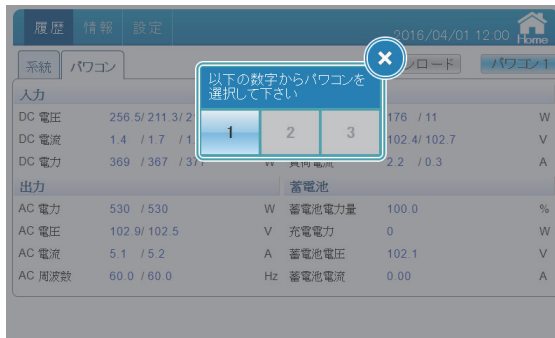 履歴 情報 設定
2016/04/01 12:00 Home
系統 パワコン ンロード パワコン 1
以下の数字からパワコンを
選択して下さい
1 2 3
入力
DC 電圧 256.5/ 211.3/ 2 176 / 11 W
DC 電流 1.4 / 1.7 / 1. 102.4/ 102.7 V
DC 電力 369 / 367 / 377 W 負荷電流 2.2 / 0.3 A
出力 蓄電池
AC 電力 530 / 530 W 蓄電池電力量 100.0 %
AC 電圧 102.9/ 102.5 V 充電電力 0 W
AC 電流 5.1 / 5.2 A 蓄電池電圧 102.1 V
AC 周波数 60.0 / 60.0 Hz 蓄電池電流 0.00 A